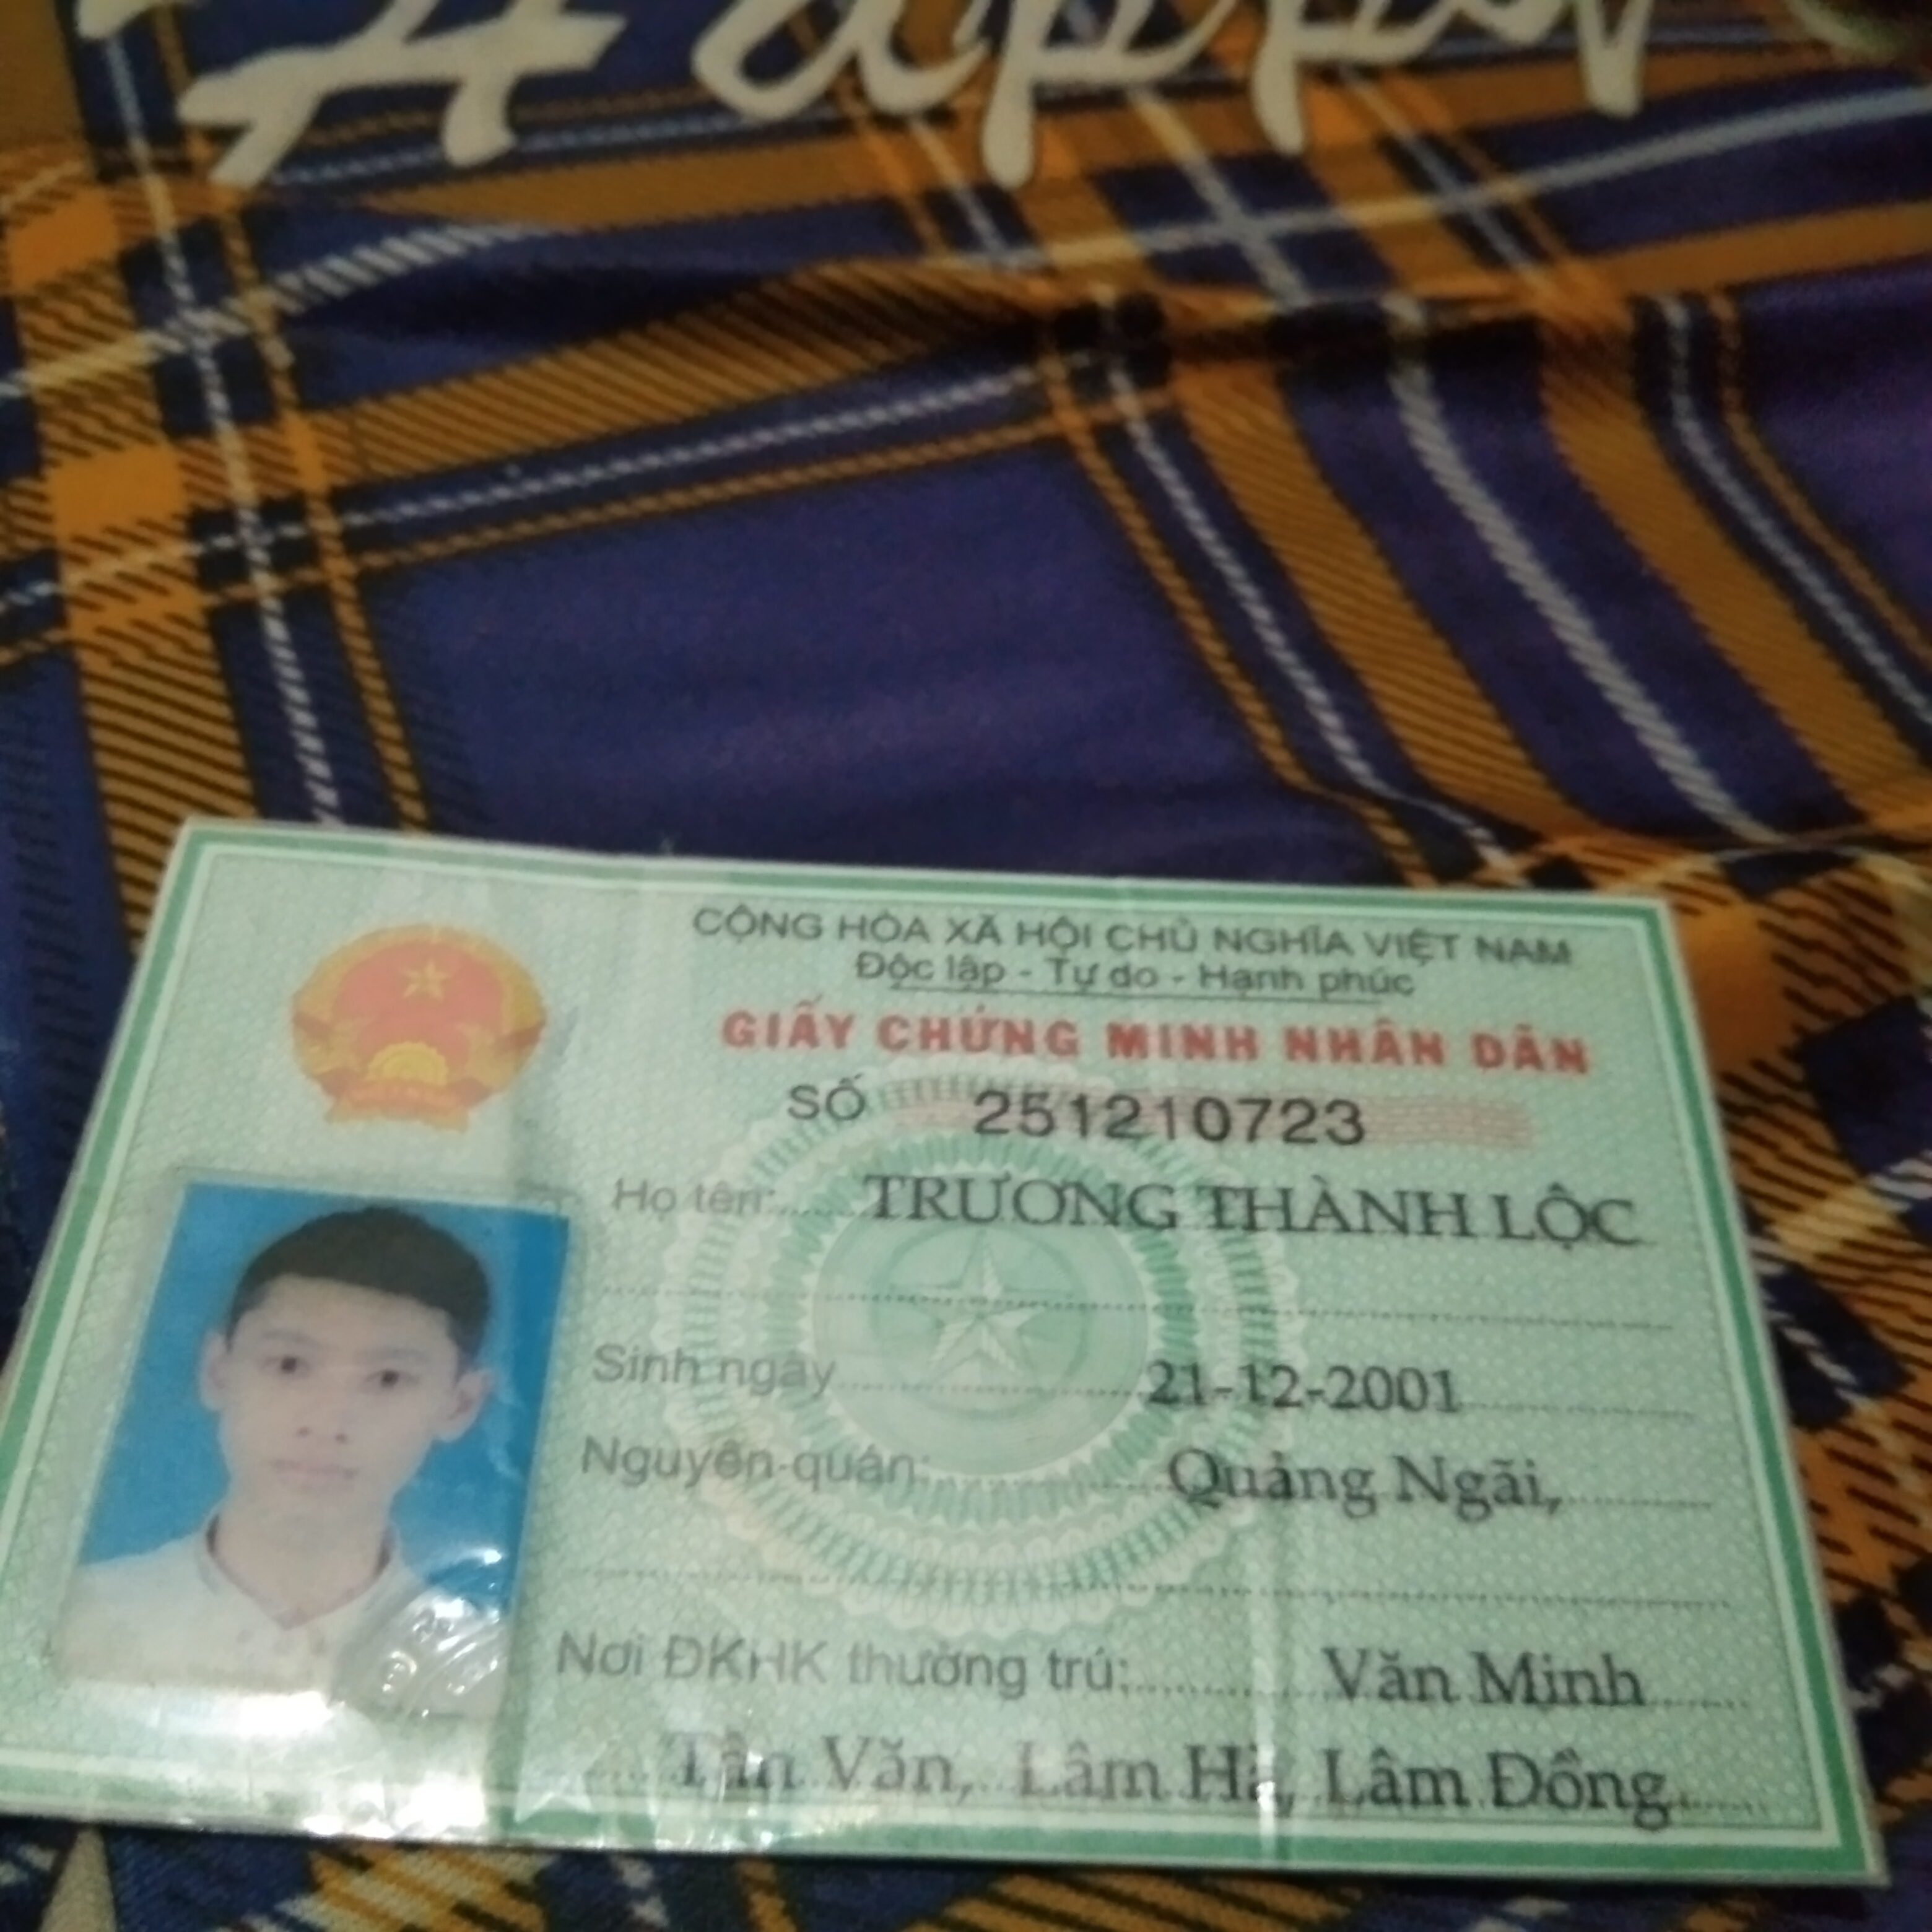 Happy
CỘNG HÒA XÃ HỘI CHỦ NGHĨA VIỆT NAM
Độc lập - Tự do - Hạnh phúc
GIẤY CHỨNG MINH NHÂN DÂN
SỐ 251210723
Họ tên: TRƯƠNG THÀNH LỘC
Sinh ngày 21-12-2001
Nguyên quán: Quảng Ngãi,
Nơi ĐKHK thường trú: Văn Minh
Tân Văn, Lâm Hà, Lâm Đồng